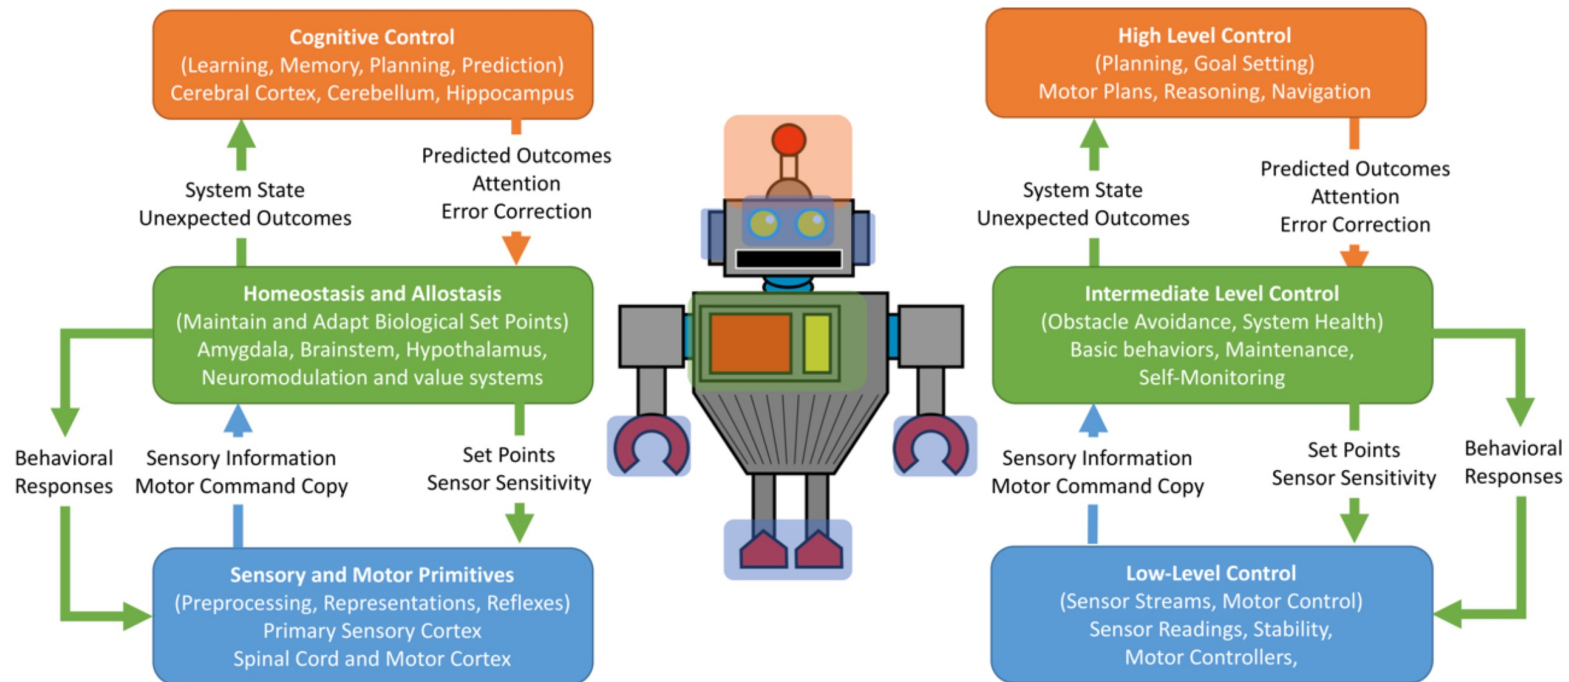 Cognitive Control
(Learning, Memory, Planning, Prediction)
Cerebral Cortex, Cerebellum, Hippocampus
System State
Unexpected Outcomes
Predicted Outcomes
Attention
Error Correction
Homeostasis and Allostasis
(Maintain and Adapt Biological Set Points)
Amygdala, Brainstem, Hypothalamus,
Neuromodulation and value systems
Behavioral
Responses
Sensory Information
Motor Command Copy
Set Points
Sensor Sensitivity
Sensory and Motor Primitives
(Preprocessing, Representations, Reflexes)
Primary Sensory Cortex
Spinal Cord and Motor Cortex
High Level Control
(Planning, Goal Setting)
Motor Plans, Reasoning, Navigation
System State
Unexpected Outcomes
Predicted Outcomes
Attention
Error Correction
Intermediate Level Control
(Obstacle Avoidance, System Health)
Basic behaviors, Maintenance,
Self-Monitoring
Sensory Information
Motor Command Copy
Set Points
Sensor Sensitivity
Behavioral
Responses
Low-Level Control
(Sensor Streams, Motor Control)
Sensor Readings, Stability,
Motor Controllers,